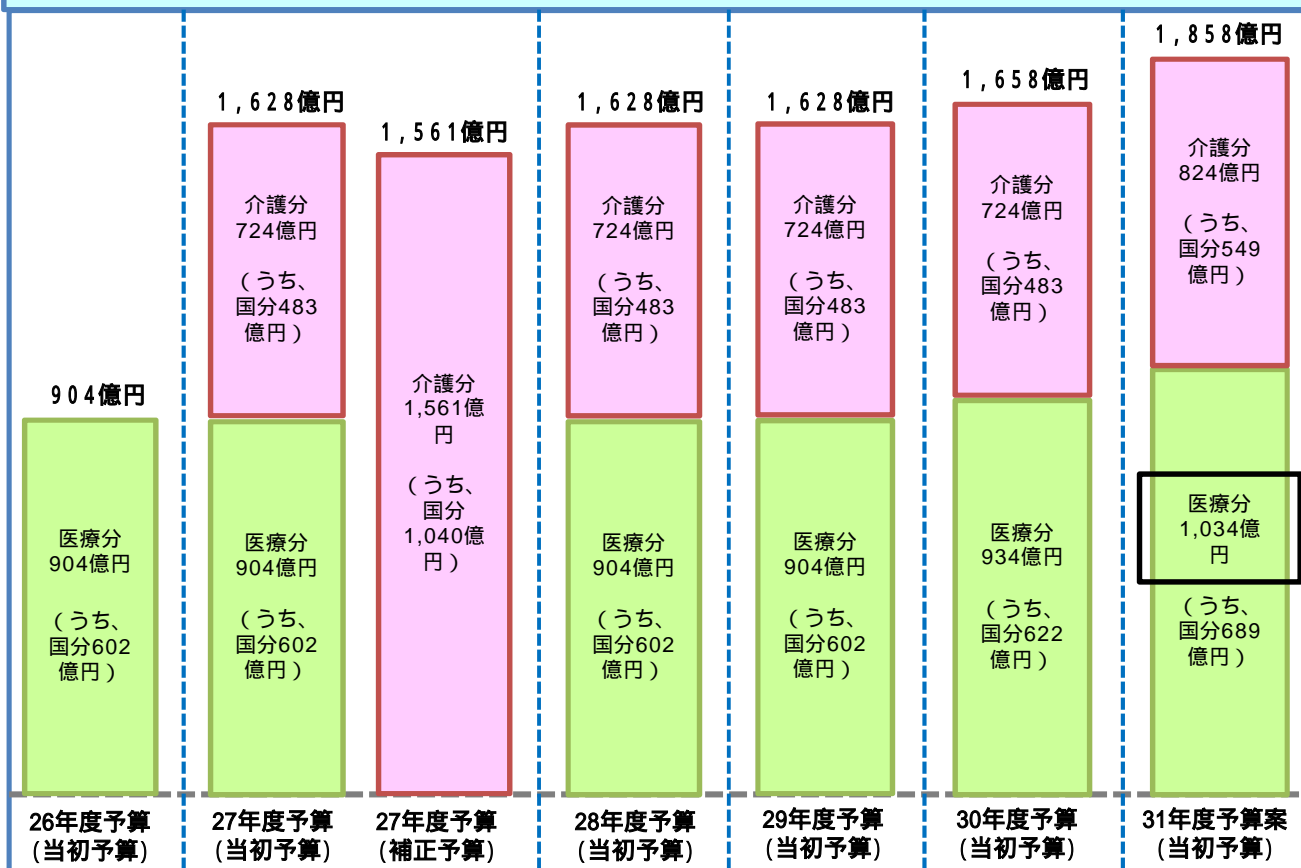 904億円
医療分
904億円
(うち、
国分602
億円)
26年度予算
(当初予算)
1,628億円
介護分
724億円
(うち、
国分483
億円)
医療分
904億円
(うち、
国分602
億円)
27年度予算
(当初予算)
1,561億円
介護分
1,561億
円
(うち、
国分
1,040億
円)
27年度予算
(補正予算)
1,628億円
介護分
724億円
(うち、
国分483
億円)
医療分
904億円
(うち、
国分602
億円)
28年度予算
(当初予算)
1,628億円
介護分
724億円
(うち、
国分483
億円)
医療分
904億円
(うち、
国分602
億円)
29年度予算
(当初予算)
1,658億円
介護分
724億円
(うち、
国分483
億円)
医療分
934億円
(うち、
国分622
億円)
30年度予算
(当初予算)
1,858億円
介護分
824億円
(うち、
国分549
億円)
医療分
1,034億
円
(うち、
国分689
億円)
31年度予算案
(当初予算)